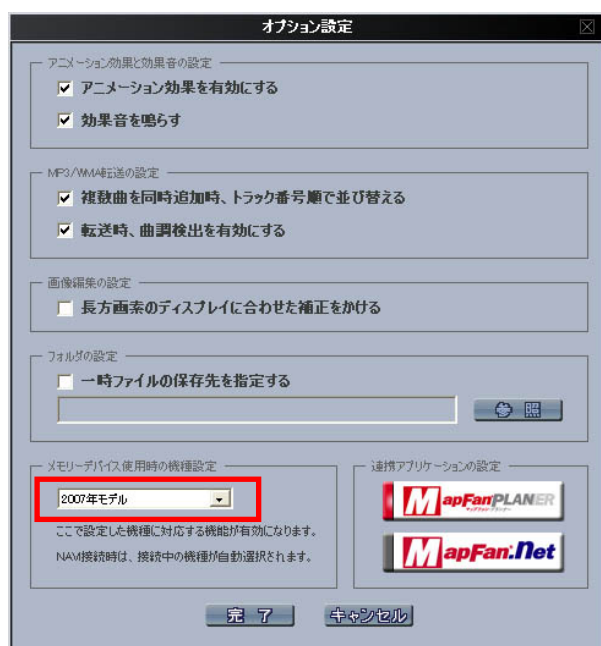 オプション設定
アニメーション効果と効果音の設定
アニメーション効果を有効にする
効果音を鳴らす
MP3/WMA転送の設定
複数曲を同時追加時、トラック番号順で並び替える
転送時、曲調検出を有効にする
画像編集の設定
長方画素のディスプレイに合わせた補正をかける
フォルダの設定
一時ファイルの保存先を指定する
参 照
メモリーデバイス使用時の機種設定
2007年モデル
ここで設定した機種に対応する機能が有効になります。
NAVI接続時は、接続中の機種が自動選択されます。
連携アプリケーションの設定
MapFanPLANER
マップファン・プランナー
MapFan.Net
完 了
キャンセル